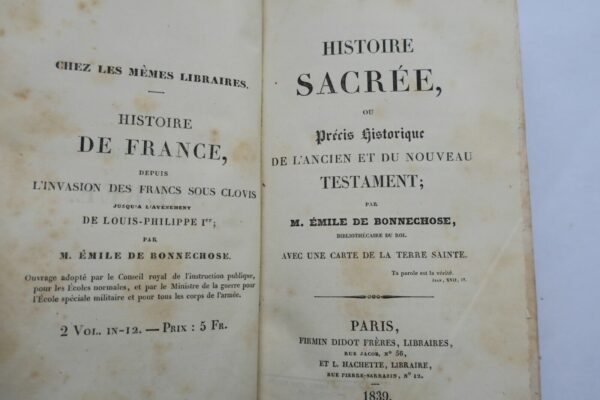 CHEZ LES MÊMES LIBRAIRES.
HISTOIRE
DE FRANCE,
DEPUIS
L'INVASION DES FRANCS SOUS CLOVIS
JUSQU'A L'AVÉNEMENT
DE LOUIS-PHILIPPE Ier;
PAR
M. ÉMILE DE BONNECHOSE.
Ouvrage adopté par le Conseil royal de l'instruction publique,
pour les Écoles normales, et par le Ministre de la guerre pour
l'École spéciale militaire et pour tous les corps de l'armée.
2 VOL. IN-12. — PRIX : 5 FR.
HISTOIRE
SACRÉE,
OU
Précis Historique
DE L'ANCIEN ET DU NOUVEAU
TESTAMENT;
PAR
M. ÉMILE DE BONNECHOSE,
BIBLIOTHÉCAIRE DU ROI.
AVEC UNE CARTE DE LA TERRE SAINTE.
Ta parole est la vérité.
JEAN, XVII, 17.
PARIS,
FIRMIN DIDOT FRÈRES, LIBRAIRES,
RUE JACOB, N° 56,
ET L. HACHETTE, LIBRAIRE,
RUE PIERRE-SARRAZIN, N° 12.
1839.